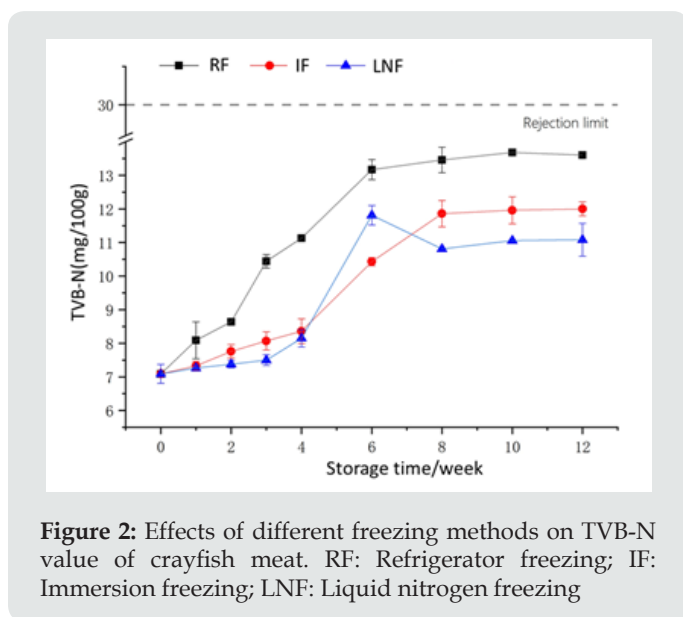 RF IF LNF
30
Rejection limit
13
12
11
10
9
8
7
6
TVB-N(mg/100g)
0 2 4 6 8 10 12
Storage time/week
Figure 2: Effects of different freezing methods on TVB-N
value of crayfish meat. RF: Refrigerator freezing; IF:
Immersion freezing; LNF: Liquid nitrogen freezing